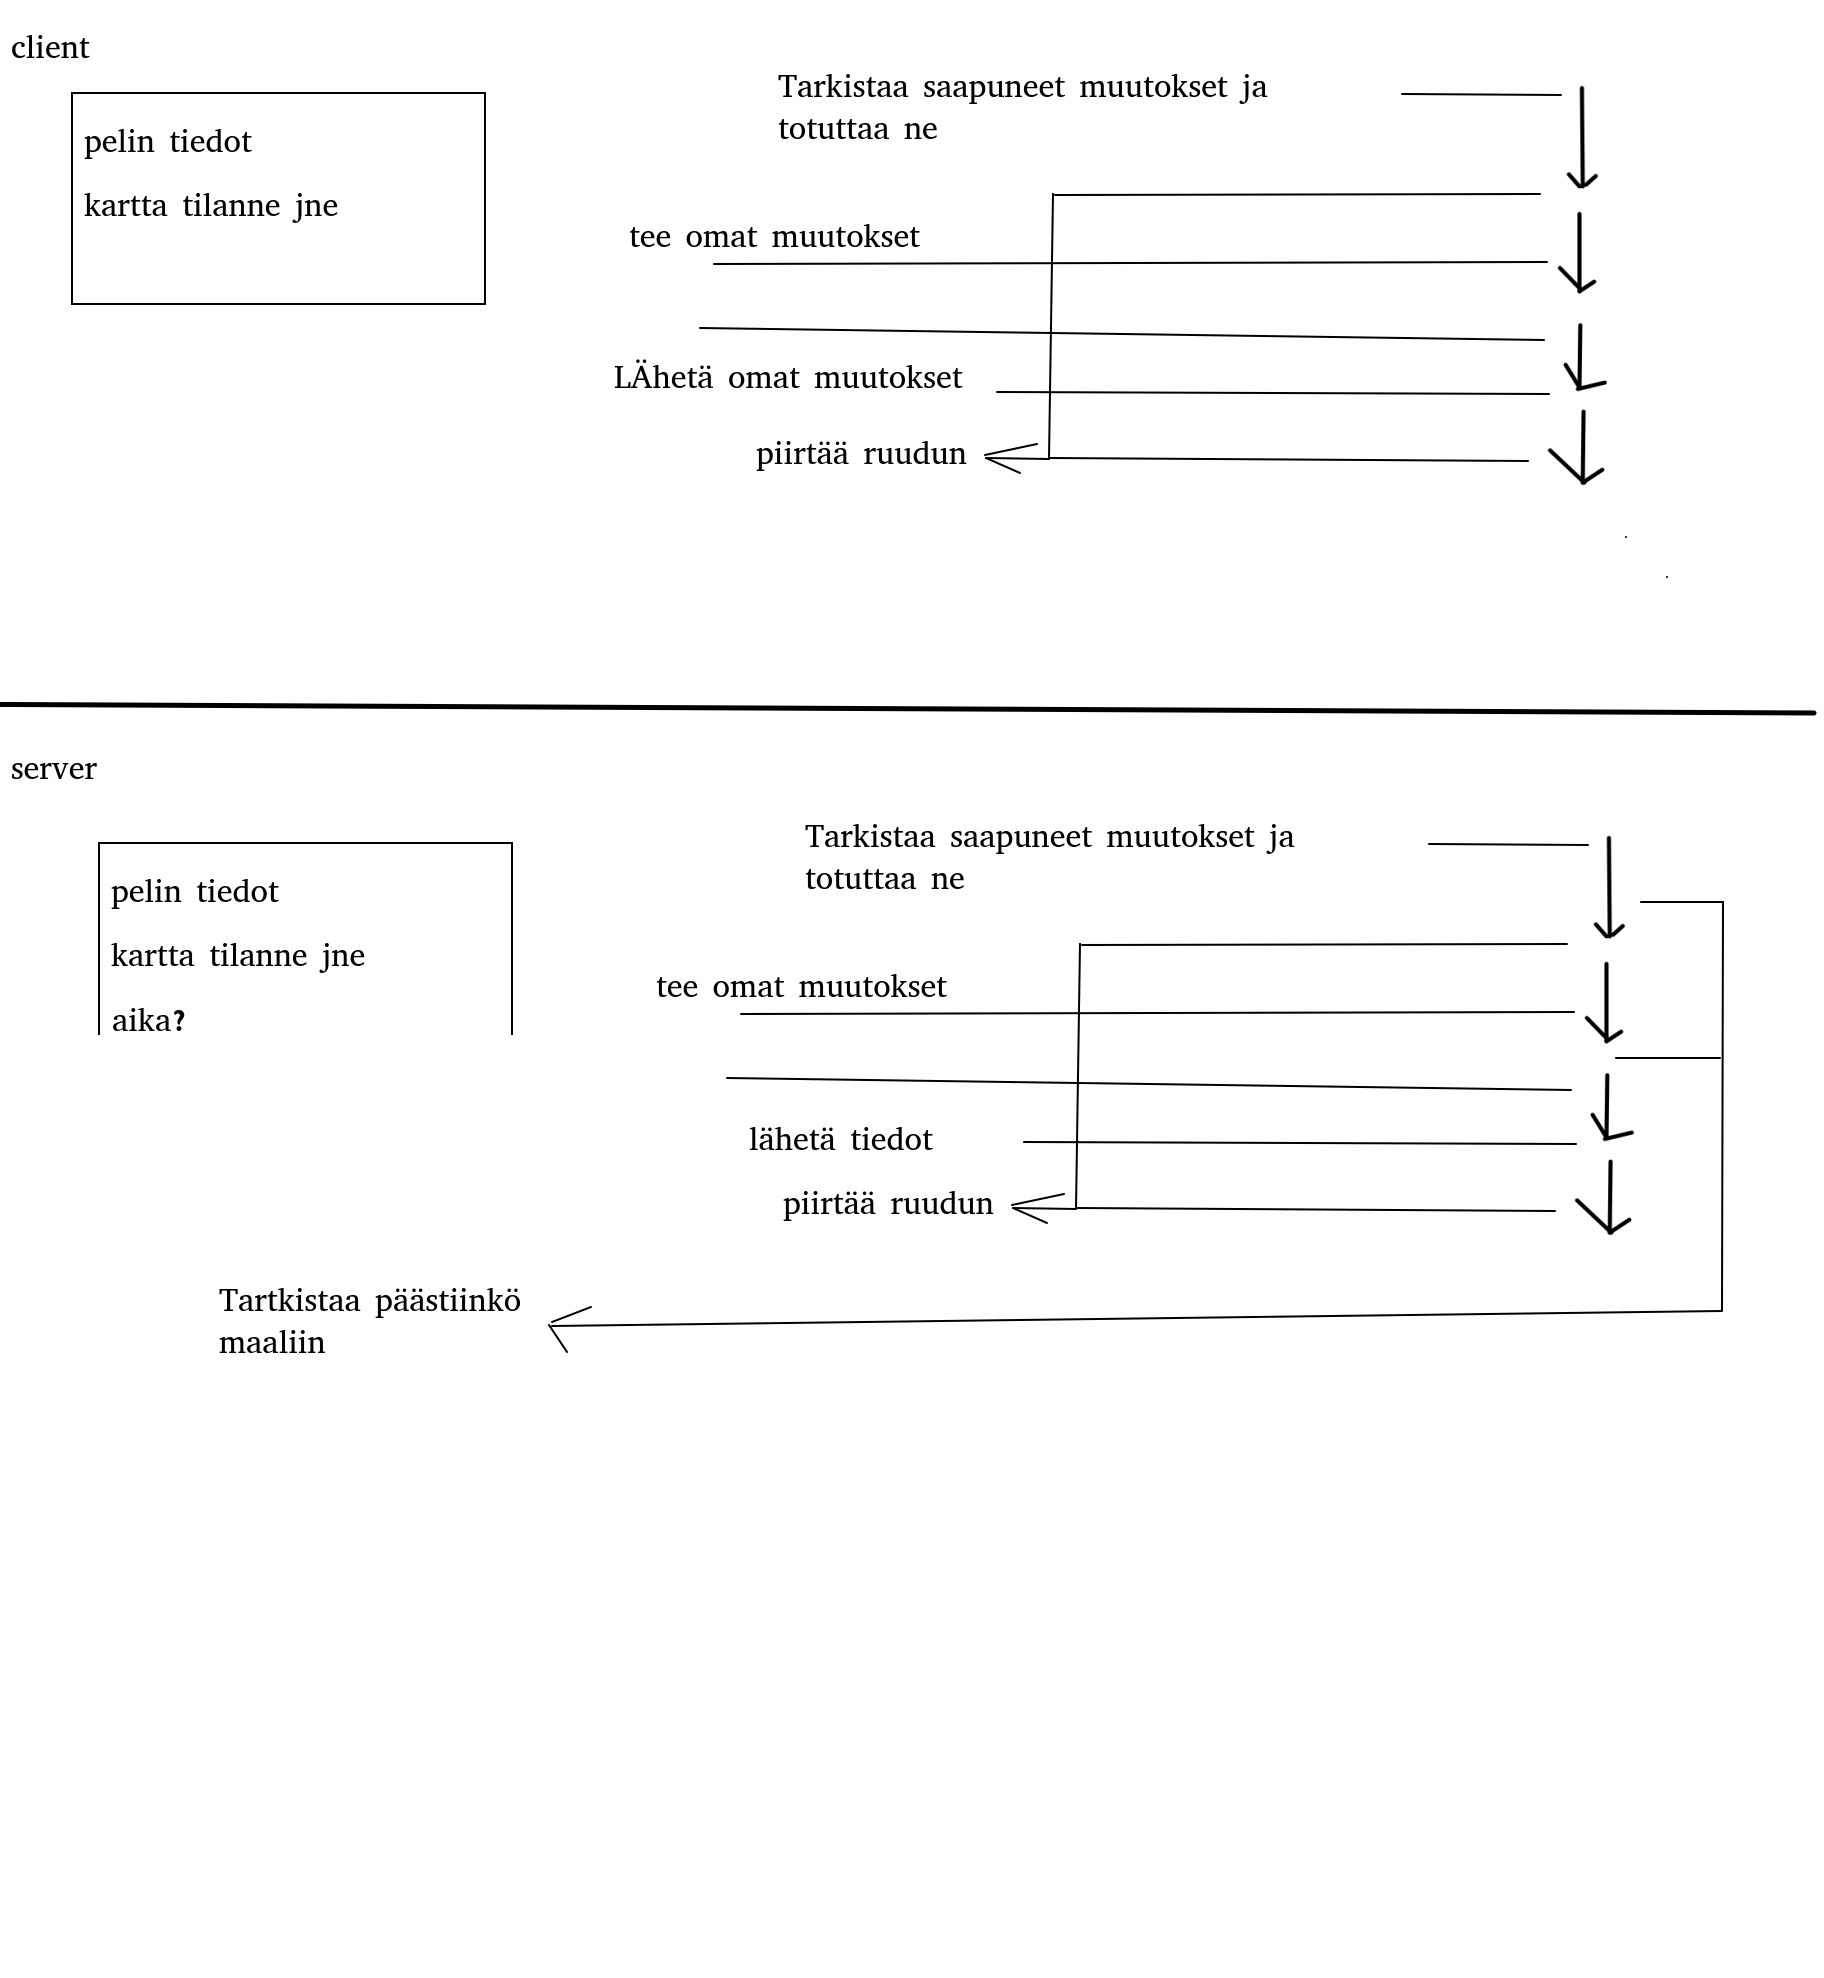 client
pelin tiedot
kartta tilanne jne
Tarkistaa saapuneet muutokset ja
totuttaa ne
tee omat muutokset
LÄhetä omat muutokset
piirtää ruudun
server
pelin tiedot
kartta tilanne jne
aika?
Tarkistaa saapuneet muutokset ja
totuttaa ne
tee omat muutokset
lähetä tiedot
piirtää ruudun
Tartkistaa päästiinkö
maaliin